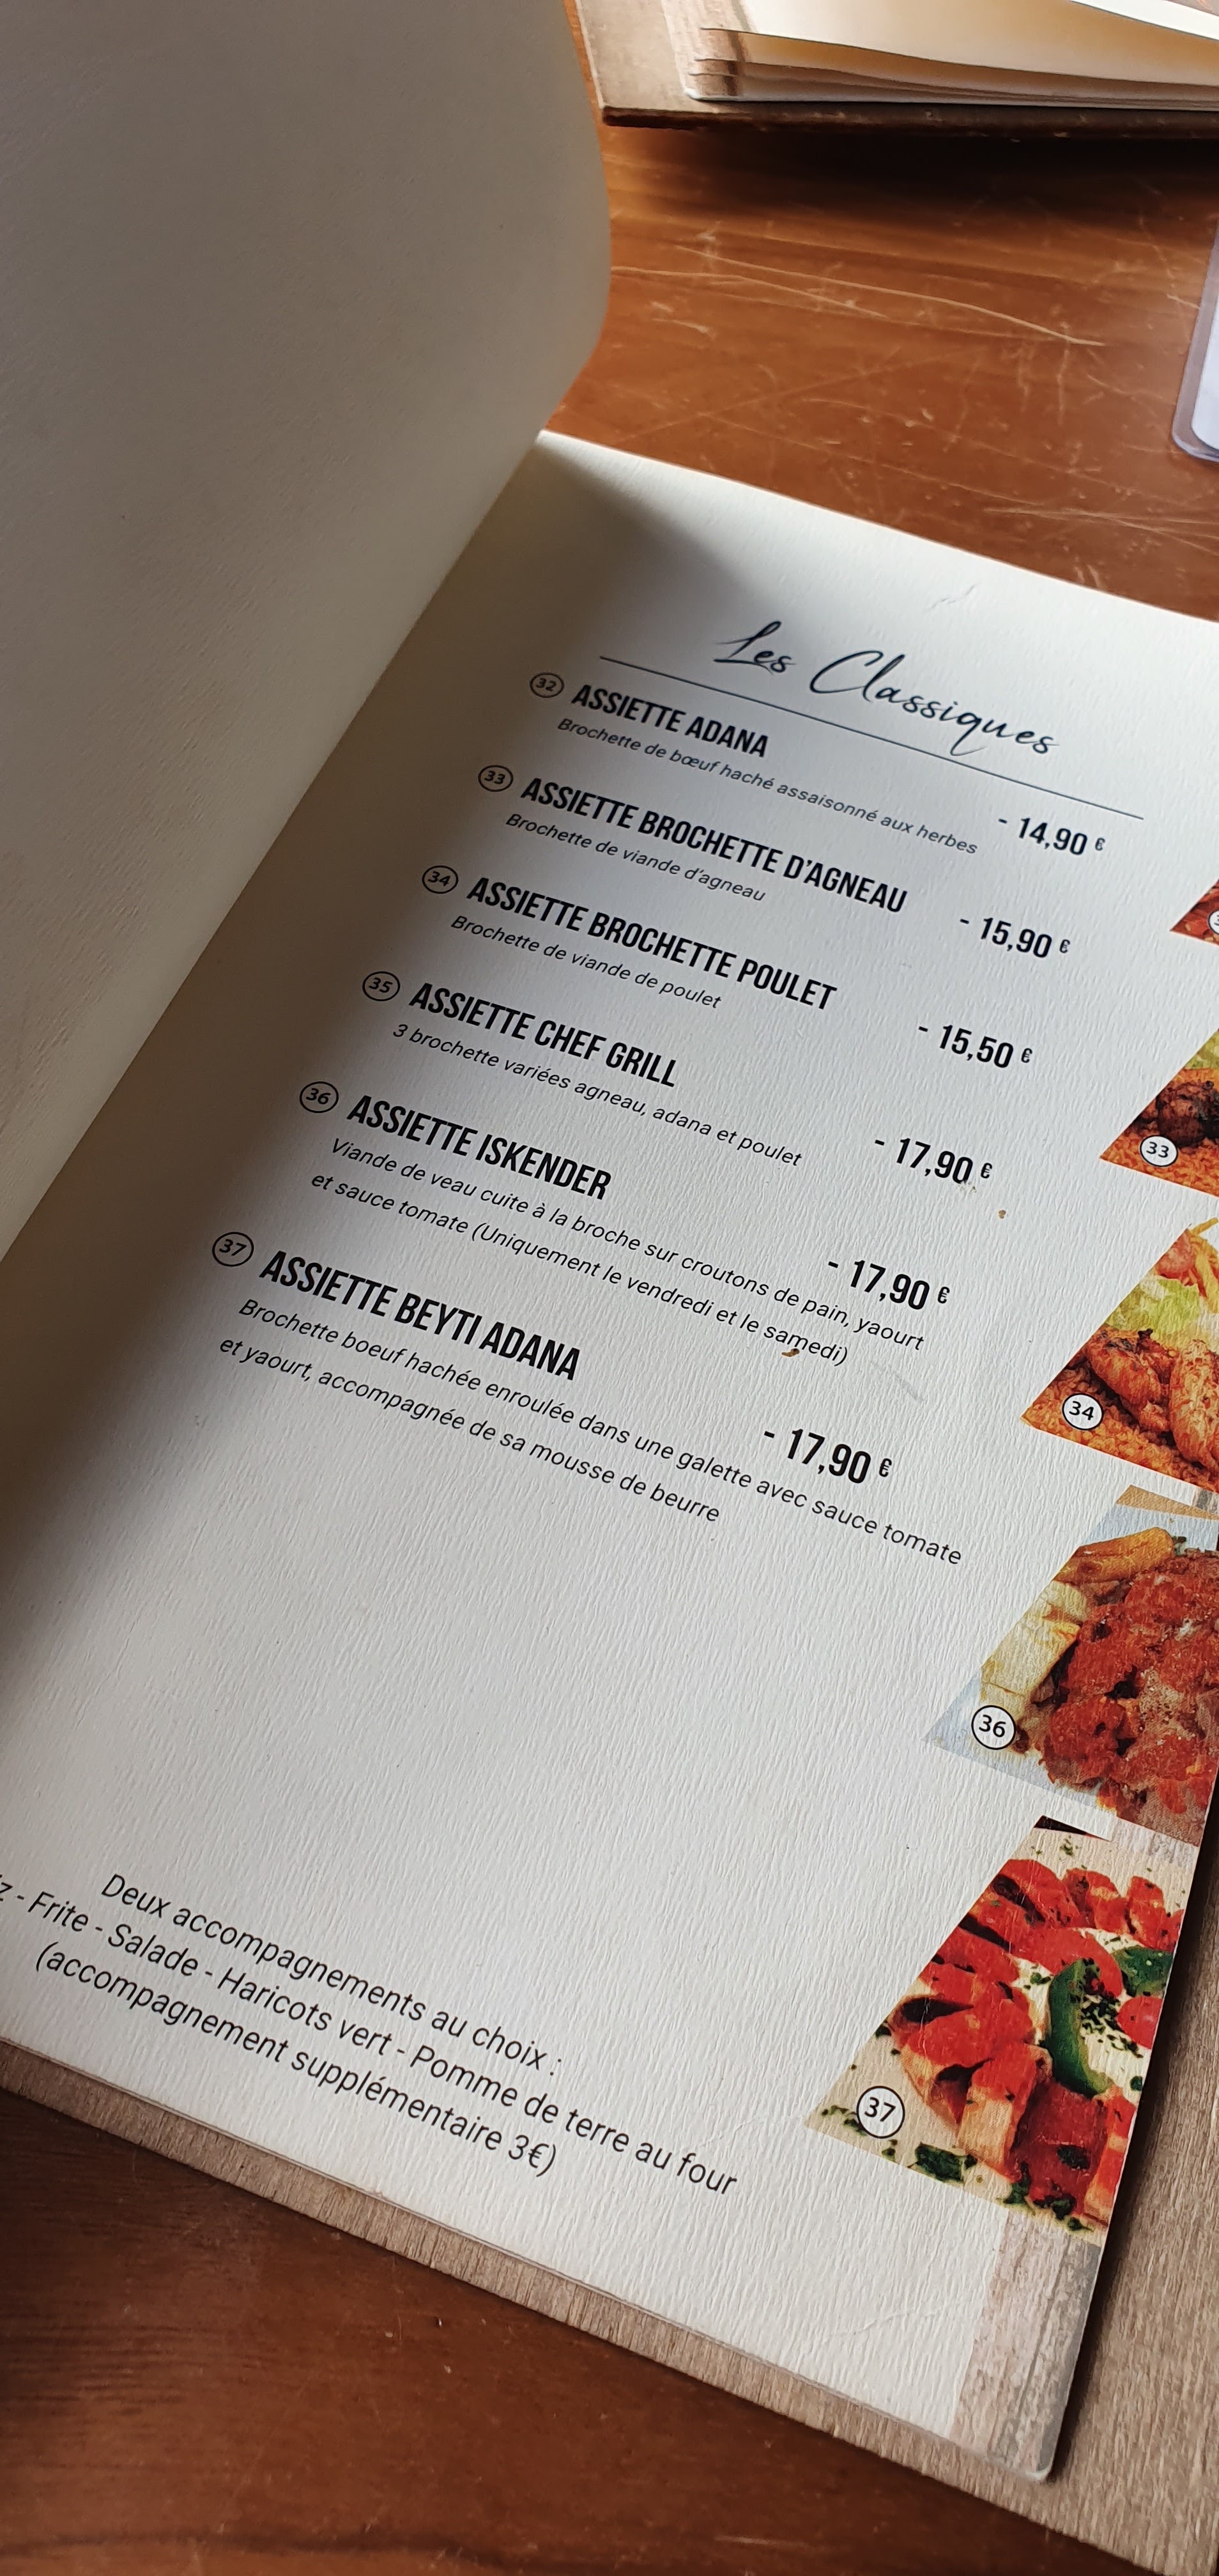 Les Classiques
32 ASSIETTE ADANA - 14,90 €
Brochette de bœuf haché assaisonné aux herbes
33 ASSIETTE BROCHETTE D'AGNEAU - 15,90 €
Brochette de viande d'agneau
34 ASSIETTE BROCHETTE POULET - 15,50 €
Brochette de viande de poulet
35 ASSIETTE CHEF GRILL - 17,90 €
3 brochette variées agneau, adana et poulet
36 ASSIETTE ISKENDER - 17,90 €
Viande de veau cuite à la broche sur croutons de pain, yaourt
et sauce tomate (Uniquement le vendredi et le samedi)
37 ASSIETTE BEYTI ADANA - 17,90 €
Brochette boeuf hachée enroulée dans une galette avec sauce tomate
et yaourt, accompagnée de sa mousse de beurre
33
34
36
37
Deux accompagnements au choix :
- Frite - Salade - Haricots vert - Pomme de terre au four
(accompagnement supplémentaire 3€)